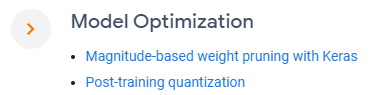 Model Optimization
Magnitude-based weight pruning with Keras
Post-training quantization